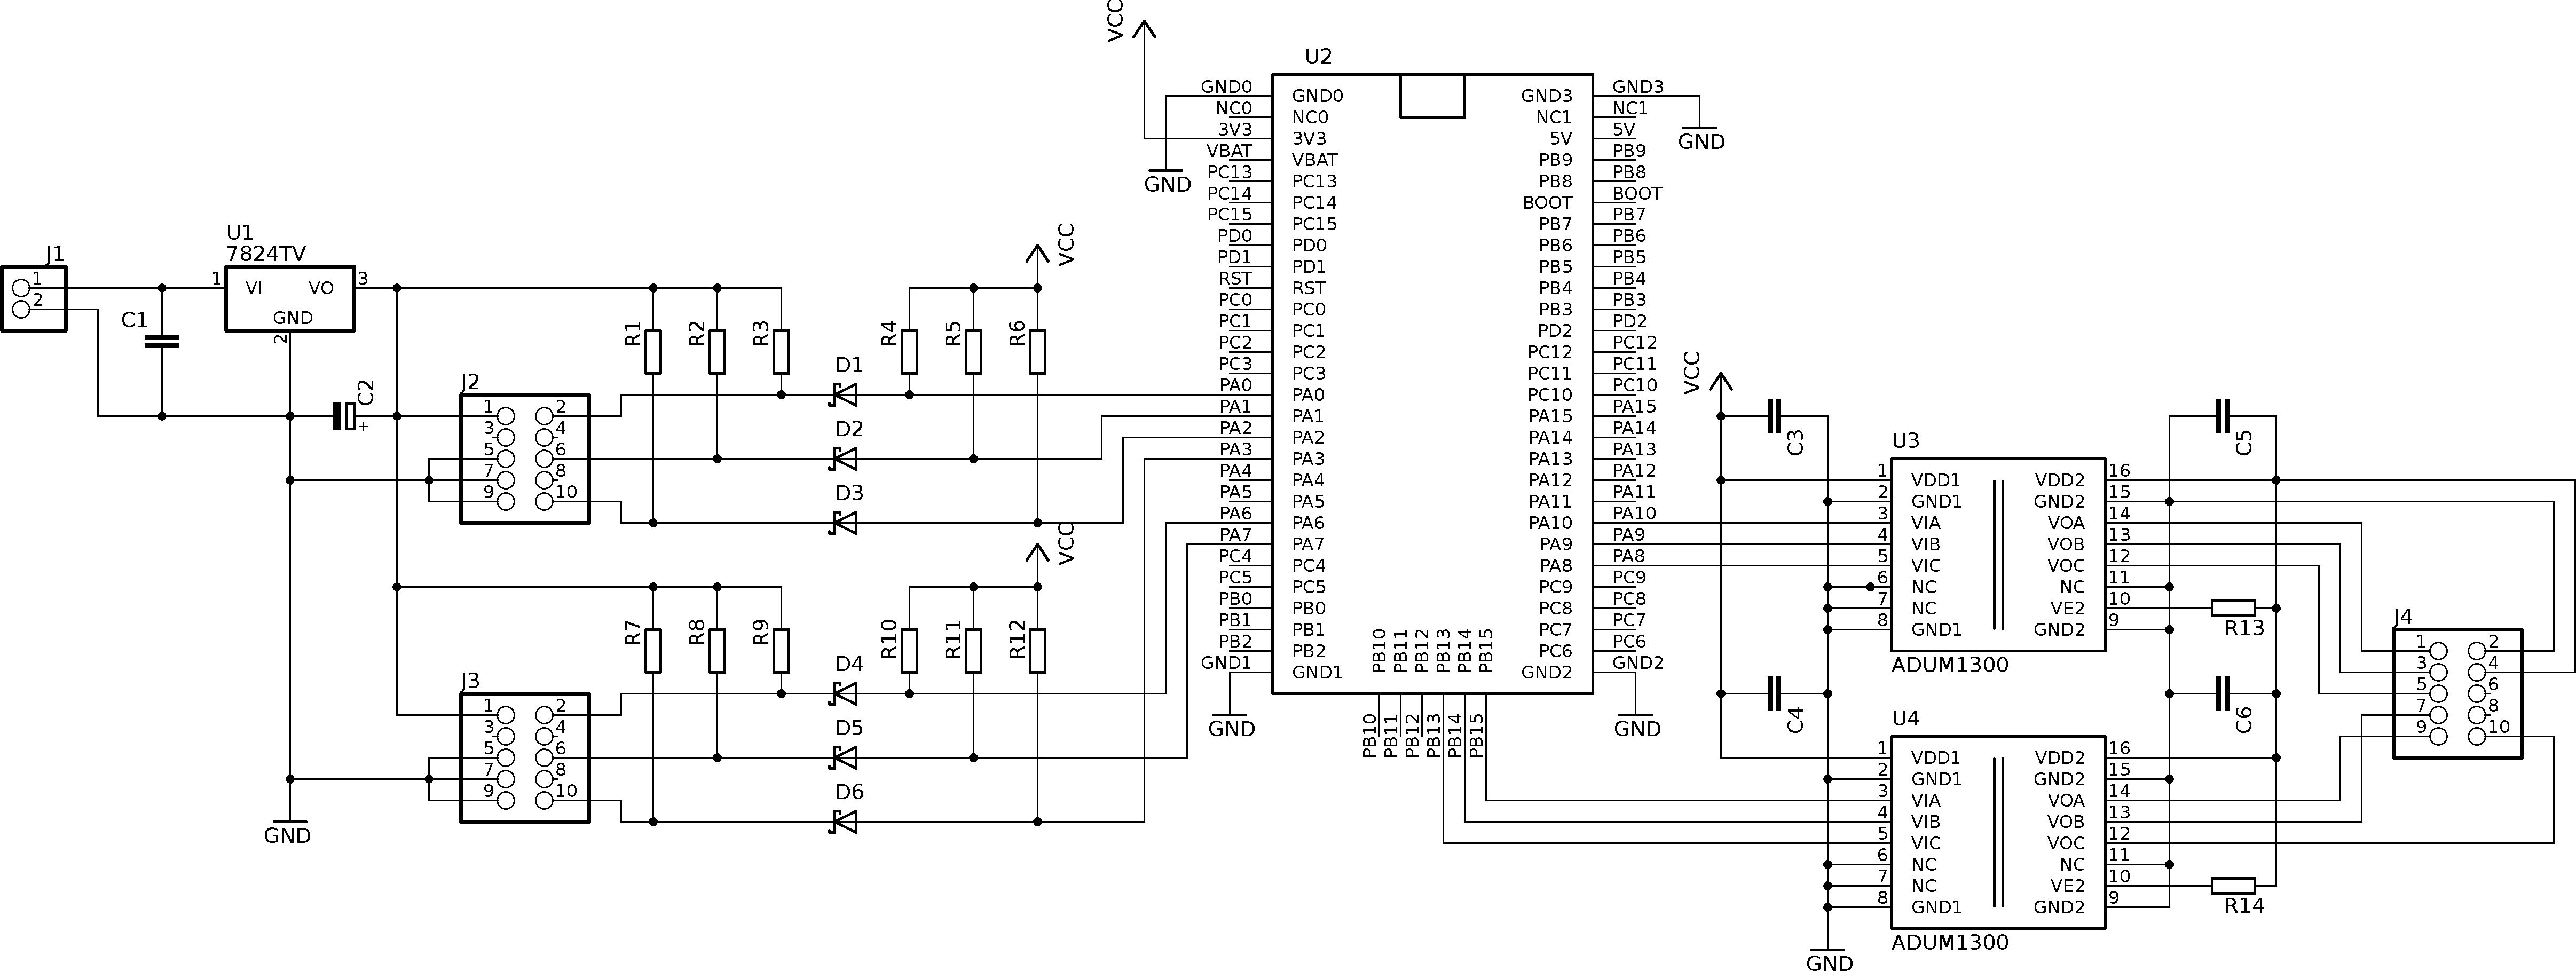 J1
1
2
C1
U1
7824TV
1
VI
VO
3
GND
2
C2
+
J2
1
2
3
4
5
6
7
8
9
10
R1
R2
R3
R4
R5
R6
VCC
D1
D2
D3
J3
1
2
3
4
5
6
7
8
9
10
R7
R8
R9
R10
R11
R12
VCC
D4
D5
D6
GND
VCC
GND
U2
GND0 GND0 GND3 GND3
NC0 NC0 NC1 NC1
3V3 3V3 5V 5V
VBAT VBAT PB9 PB9
PC13 PC13 PB8 PB8
PC14 PC14 BOOT BOOT
PC15 PC15 PB7 PB7
PD0 PD0 PB6 PB6
PD1 PD1 PB5 PB5
RST RST PB4 PB4
PC0 PC0 PB3 PB3
PC1 PC1 PD2 PD2
PC2 PC2 PC12 PC12
PC3 PC3 PC11 PC11
PA0 PA0 PC10 PC10
PA1 PA1 PA15 PA15
PA2 PA2 PA14 PA14
PA3 PA3 PA13 PA13
PA4 PA4 PA12 PA12
PA5 PA5 PA11 PA11
PA6 PA6 PA10 PA10
PA7 PA7 PA9 PA9
PC4 PC4 PA8 PA8
PC5 PC5 PC9 PC9
PB0 PB0 PC8 PC8
PB1 PB1 PC7 PC7
PB2 PB2 PC6 PC6
GND1 GND1 GND2 GND2
PB10
PB11
PB12
PB13
PB14
PB15
PB10
PB11
PB12
PB13
PB14
PB15
GND
GND
GND
VCC
C3
C4
C5
C6
U3
1 VDD1 VDD2 16
2 GND1 GND2 15
3 VIA VOA 14
4 VIB VOB 13
5 VIC VOC 12
6 NC NC 11
7 NC VE2 10
8 GND1 GND2 9
ADUM1300
R13
U4
1 VDD1 VDD2 16
2 GND1 GND2 15
3 VIA VOA 14
4 VIB VOB 13
5 VIC VOC 12
6 NC NC 11
7 NC VE2 10
8 GND1 GND2 9
ADUM1300
R14
GND
J4
1
2
3
4
5
6
7
8
9
10